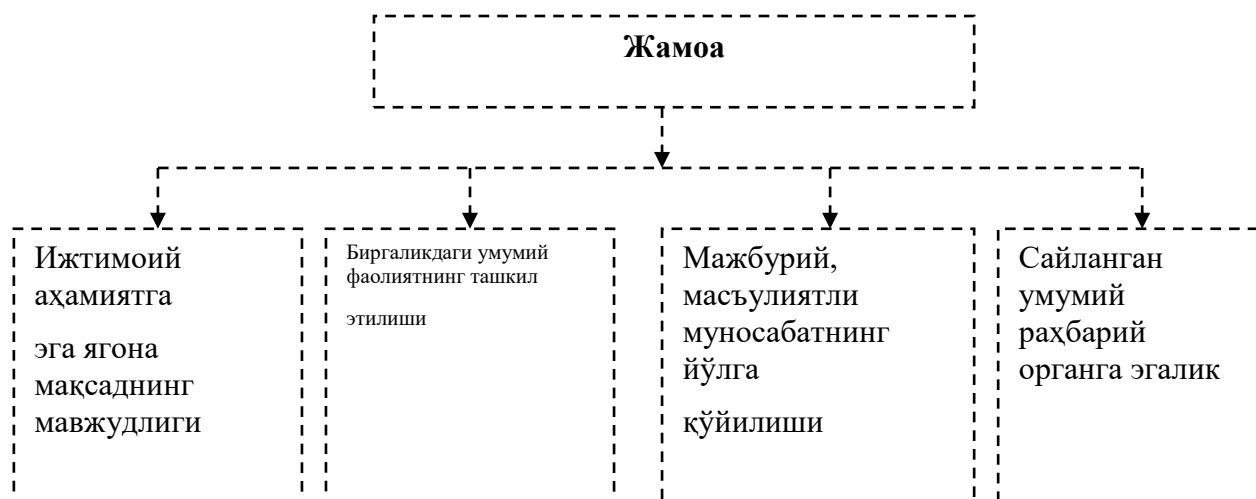 Жамоа
Ижтимоий
аҳамиятга
эга ягона
мақсаднинг
мавжудлиги
Биргаликдаги умумий
фаолиятнинг ташкил
этилиши
Мажбурий,
масъулиятли
муносабатнинг
йўлга
қўйилиши
Сайланган
умумий
раҳбарий
органга эгалик